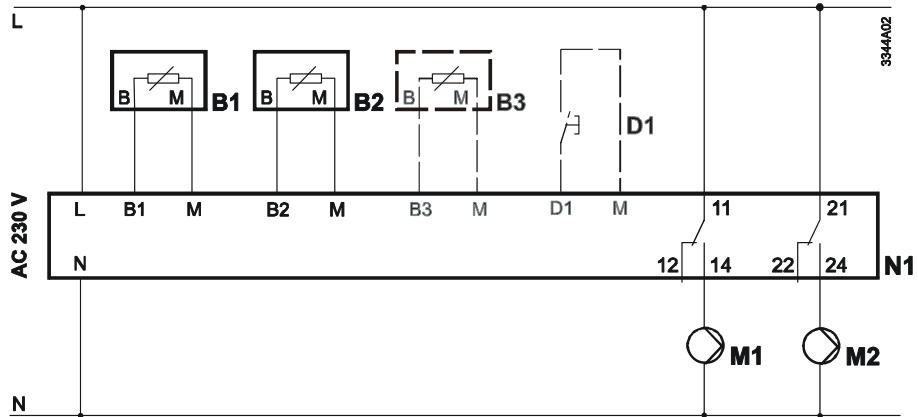 L
3344A02
B M B1
B M B2
B M B3
D1
AC 230 V
L B1 M B2 M B3 M D1 M 11 21
N 12 14 22 24 N1
M1 M2
N